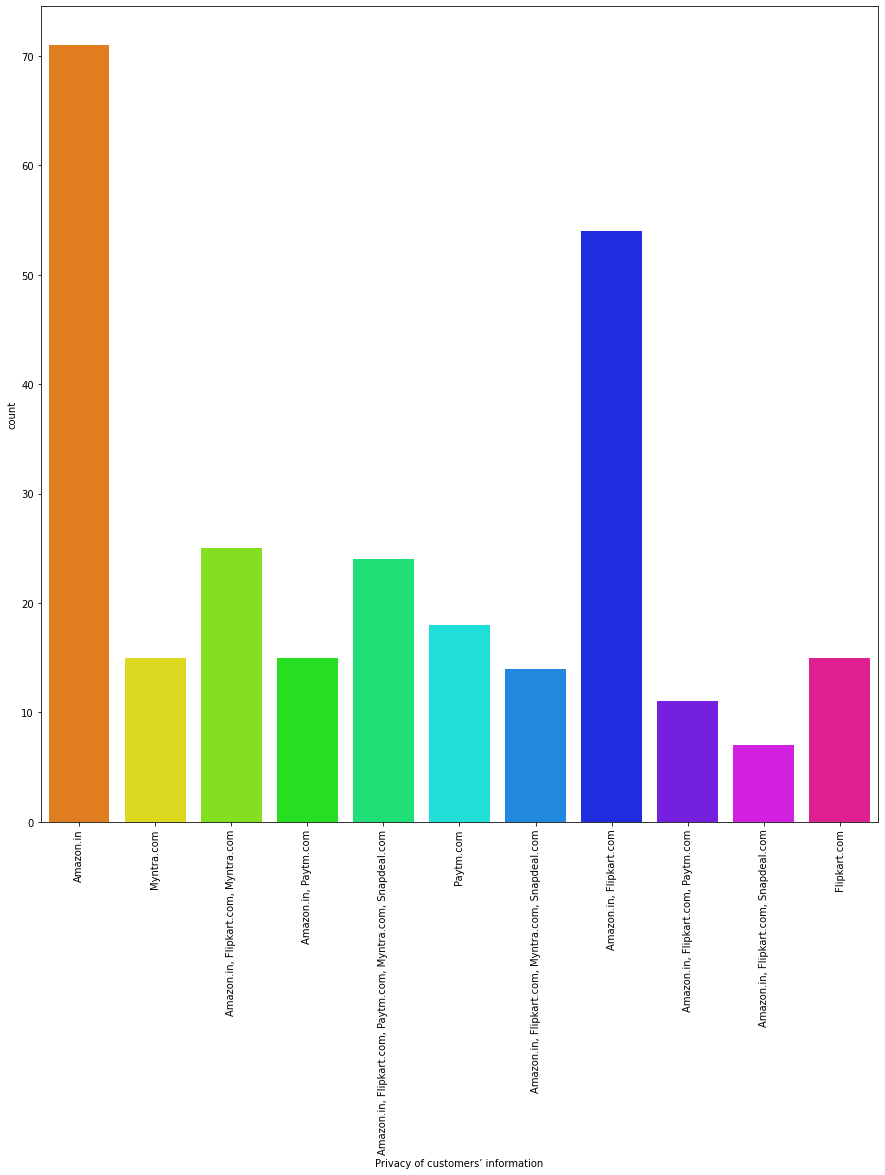 70
60
50
40
30
20
10
0
count
Amazon.in
Myntra.com
Amazon.in, Flipkart.com, Myntra.com
Amazon.in, Paytm.com
Amazon.in, Flipkart.com, Paytm.com, Myntra.com, Snapdeal.com
Paytm.com
Amazon.in, Flipkart.com, Myntra.com, Snapdeal.com
Amazon.in, Flipkart.com
Amazon.in, Flipkart.com, Paytm.com
Amazon.in, Flipkart.com, Snapdeal.com
Flipkart.com
Privacy of customers’ information